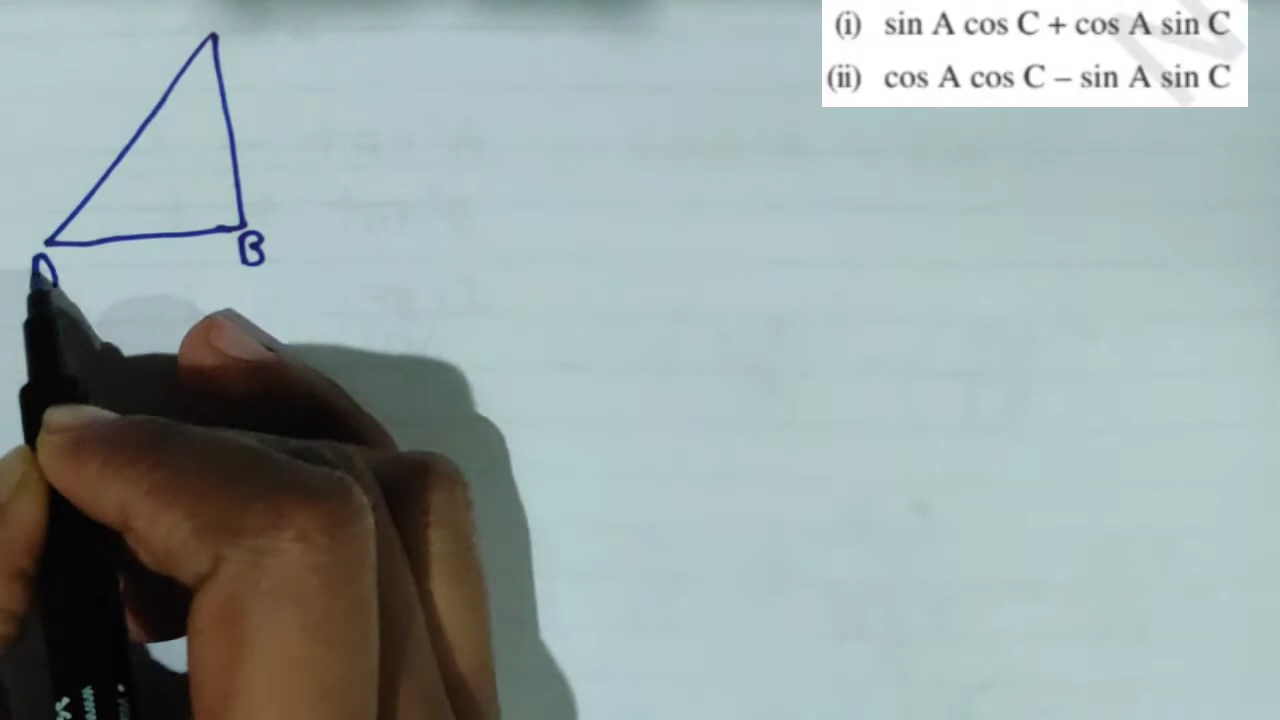 (i) sin A cos C + cos A sin C
(ii) cos A cos C – sin A sin C
B